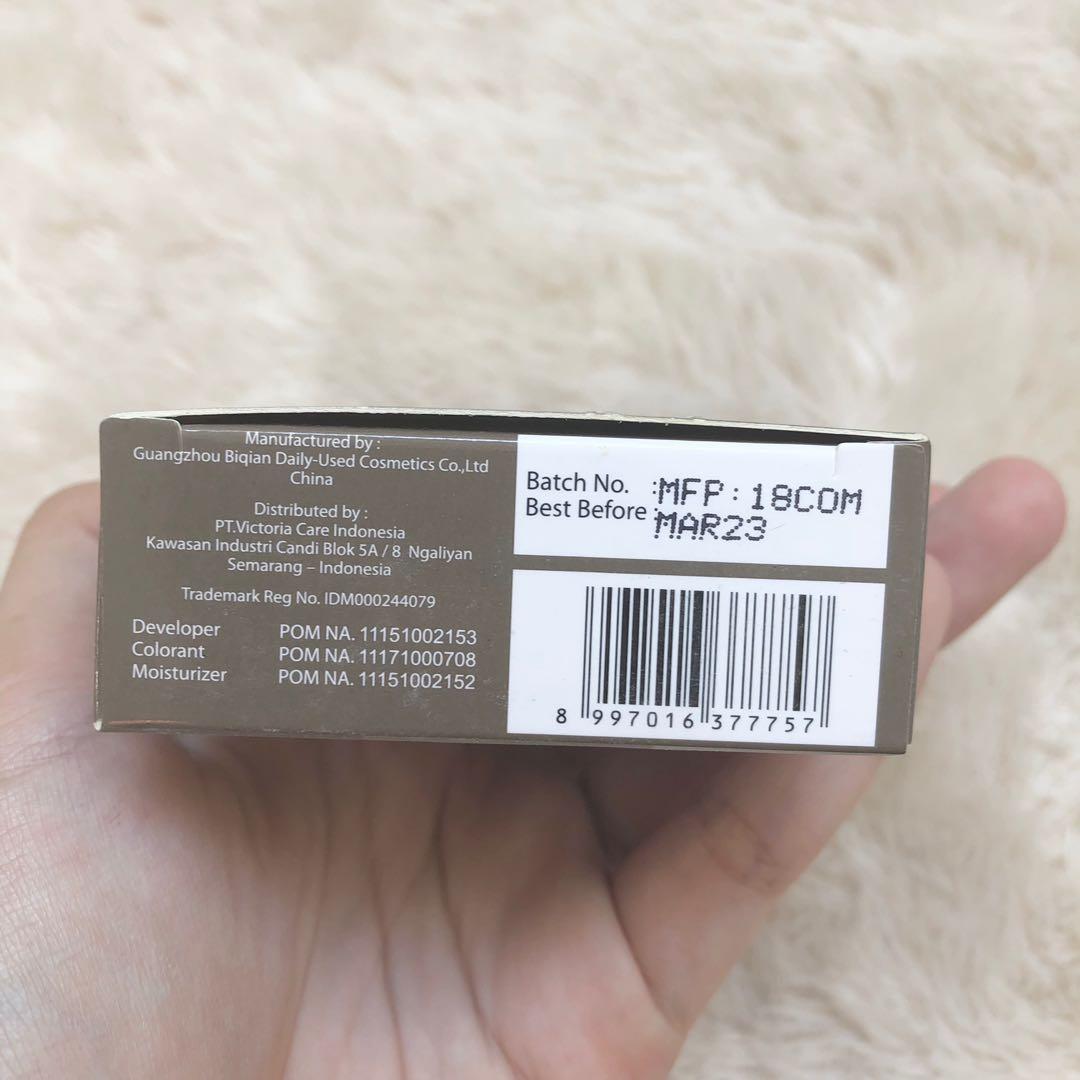 Manufactured by :
Guangzhou Biqian Daily-Used Cosmetics Co.,Ltd
China
Distributed by :
PT.Victoria Care Indonesia
Kawasan Industri Candi Blok 5A / 8 Ngaliyan
Semarang – Indonesia
Trademark Reg No. IDM000244079
Developer POM NA. 11151002153
Colorant POM NA. 11171000708
Moisturizer POM NA. 11151002152
Batch No. :MFP:18COM
Best Before :MAR23
8 997016 377757